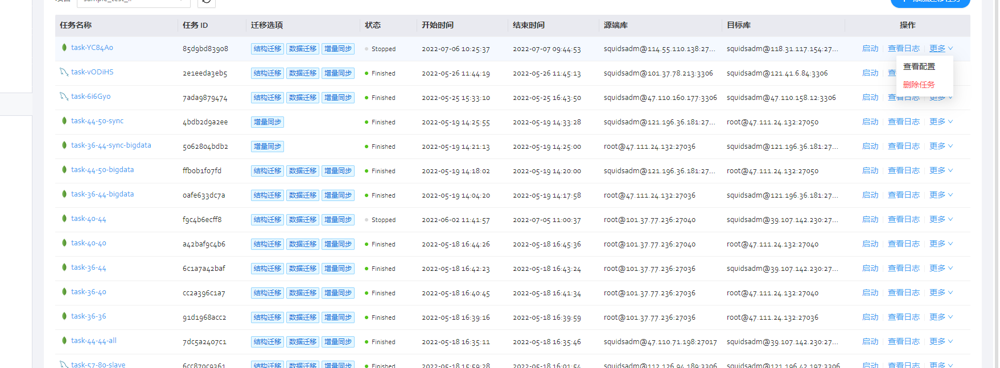 项目 sample_test_lf
+ 添加迁移任务
任务名称 任务 ID 迁移选项 状态 开始时间 结束时间 源端库 目标库 操作
task-YC84Ao 85d9bd83908 结构迁移 数据迁移 增量同步 Stopped 2022-07-06 10:25:37 2022-07-07 09:44:53 squidsadm@114.55.110.138:27... squidsadm@118.31.117.154:27... 启动 查看日志 更多
查看配置
删除任务
task-vODiHS 2e1eeda3eb5 结构迁移 数据迁移 增量同步 Finished 2022-05-26 11:44:19 2022-05-26 11:45:13 squidsadm@101.37.78.213:3306 squidsadm@121.41.6.84:3306 启动 查
task-6i6Gyo 7ada9879474 结构迁移 数据迁移 增量同步 Finished 2022-05-25 15:33:10 2022-05-25 16:43:50 squidsadm@47.110.160.177:3306 squidsadm@47.110.158.12:3306 启动 查看日志 更多
task-44-50-sync 4bdb2d9a2ee 增量同步 Finished 2022-05-19 14:25:55 2022-05-19 14:33:28 squidsadm@121.196.36.181:27... root@47.111.24.132:27050 启动 查看日志 更多
task-36-44-sync-bigdata 5062804bdb2 增量同步 Finished 2022-05-19 14:21:13 2022-05-19 14:25:00 root@47.111.24.132:27036 squidsadm@121.196.36.181:27... 启动 查看日志 更多
task-44-50-bigdata ffb0b1f07fd 结构迁移 数据迁移 增量同步 Finished 2022-05-19 14:18:02 2022-05-19 14:20:00 squidsadm@121.196.36.181:27... root@47.111.24.132:27050 启动 查看日志 更多
task-36-44-bigdata 0afe633dc7a 结构迁移 数据迁移 增量同步 Finished 2022-05-19 14:04:20 2022-05-19 14:17:58 root@47.111.24.132:27036 squidsadm@121.196.36.181:27... 启动 查看日志 更多
task-40-44 f9c4b6ecff8 结构迁移 数据迁移 增量同步 Stopped 2022-06-02 11:41:57 2022-07-05 11:00:37 root@101.37.77.236:27040 squidsadm@39.107.142.230:27... 启动 查看日志 更多
task-40-40 a42baf9c4b6 结构迁移 数据迁移 增量同步 Finished 2022-05-18 16:44:26 2022-05-18 16:45:36 root@101.37.77.236:27040 root@47.111.24.132:27040 启动 查看日志 更多
task-36-44 6c1a7a42baf 结构迁移 数据迁移 增量同步 Finished 2022-05-18 16:42:23 2022-05-18 16:43:24 root@101.37.77.236:27036 squidsadm@39.107.142.230:27... 启动 查看日志 更多
task-36-40 cc2a396c1a7 结构迁移 数据迁移 增量同步 Finished 2022-05-18 16:40:45 2022-05-18 16:41:34 root@101.37.77.236:27036 root@47.111.24.132:27040 启动 查看日志 更多
task-36-36 91d1968acc2 结构迁移 数据迁移 增量同步 Finished 2022-05-18 16:39:16 2022-05-18 16:39:59 root@101.37.77.236:27036 root@47.111.24.132:27036 启动 查看日志 更多
task-44-44-all 7dc5a2407c1 结构迁移 数据迁移 增量同步 Finished 2022-05-18 16:35:11 2022-05-18 16:35:46 squidsadm@47.110.71.198:27017 squidsadm@39.107.142.230:27... 启动 查看日志 更多
task-57-80-slave 6cc870c9361 结构迁移 数据迁移 增量同步 Finished 2022-05-18 15:59:28 2022-05-18 16:01:54 squidsadm@112.126.94.189:3306 squidsadm@121.196.42.197:3306 启动 查看日志 更多